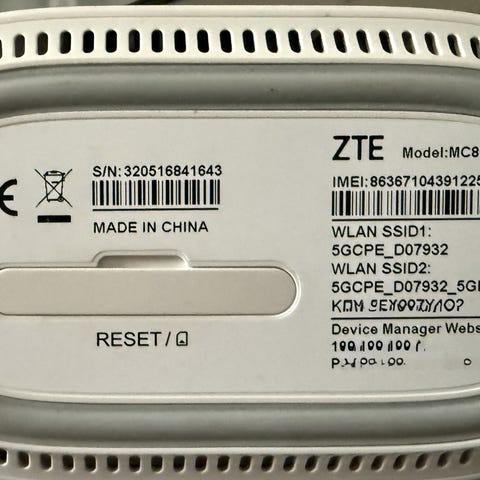 S/N:320516841643
MADE IN CHINA
RESET/
ZTE Model:MC8
IMEI:86367104391225
WLAN SSID1:
5GCPE_D07932
WLAN SSID2:
5GCPE_D07932_5G
Device Manager Webs